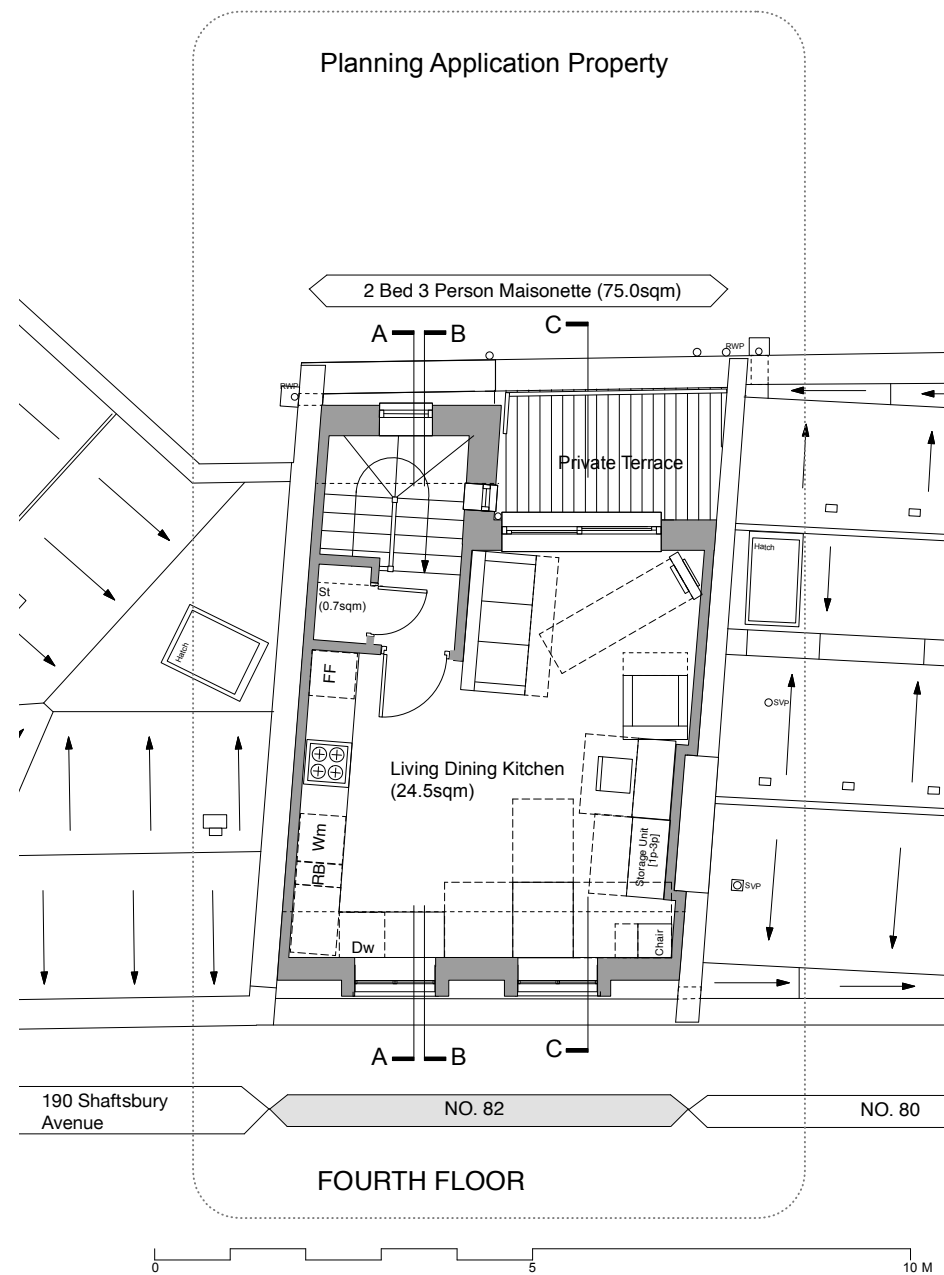 Planning Application Property
2 Bed 3 Person Maisonette (75.0sqm)
A
B
C
RWP
RWP
Private Terrace
Hatch
St
(0.7sqm)
Hatch
FF
SVP
Living Dining Kitchen
(24.5sqm)
Wm
Storage Unit
[1p-3p]
RB
SVP
Dw
Chair
A
B
C
190 Shaftsbury
Avenue
NO. 82
NO. 80
FOURTH FLOOR
0
5
10 M